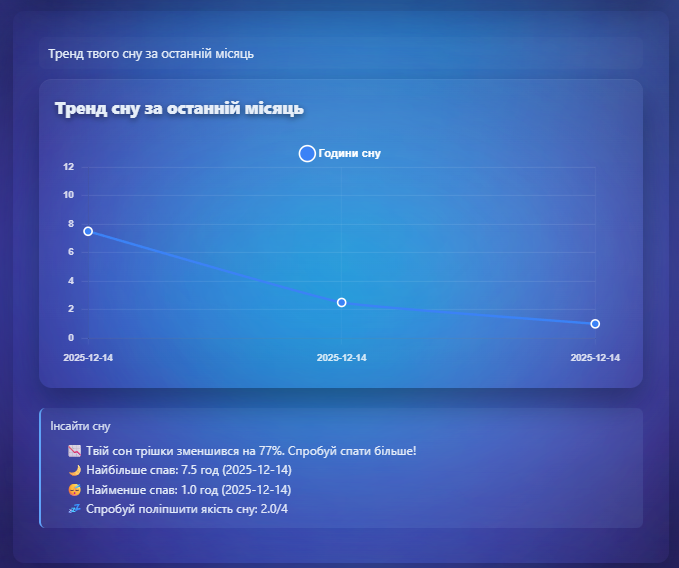 Тренд твого сну за останній місяць
Тренд сну за останній місяць
Години сну
12
10
8
6
4
2
0
2025-12-14 2025-12-14 2025-12-14
Інсайти сну
📉 Твій сон трішки зменшився на 77%. Спробуй спати більше!
🌙 Найбільше спав: 7.5 год (2025-12-14)
😴 Найменше спав: 1.0 год (2025-12-14)
💤 Спробуй поліпшити якість сну: 2.0/4